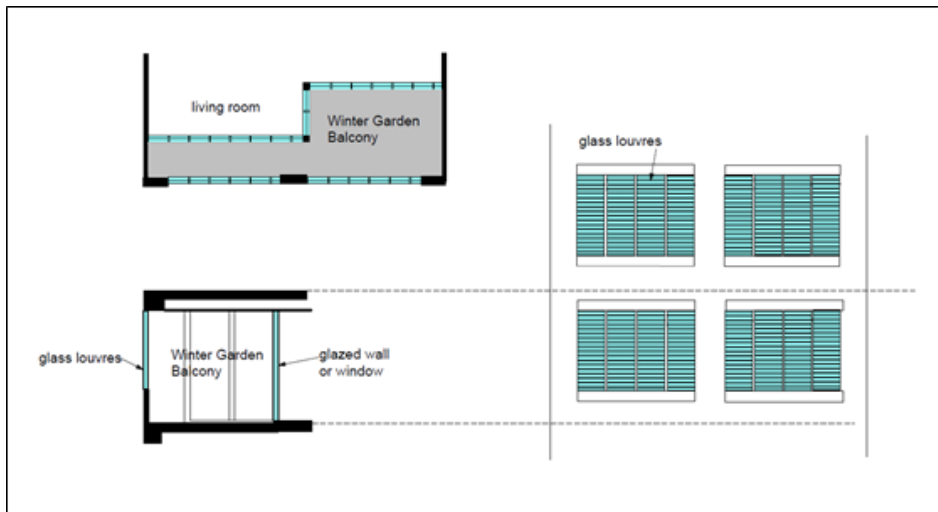 living room
Winter Garden
Balcony
glass louvres
glass louvres
Winter Garden
Balcony
glazed wall
or window